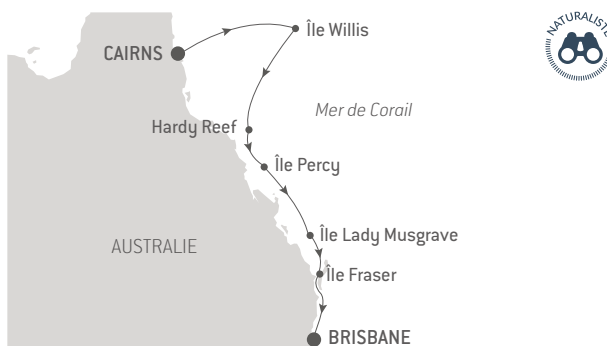 NATURALISTE
Île Willis
CAIRNS
Mer de Corail
Hardy Reef
Île Percy
Île Lady Musgrave
AUSTRALIE
Île Fraser
BRISBANE